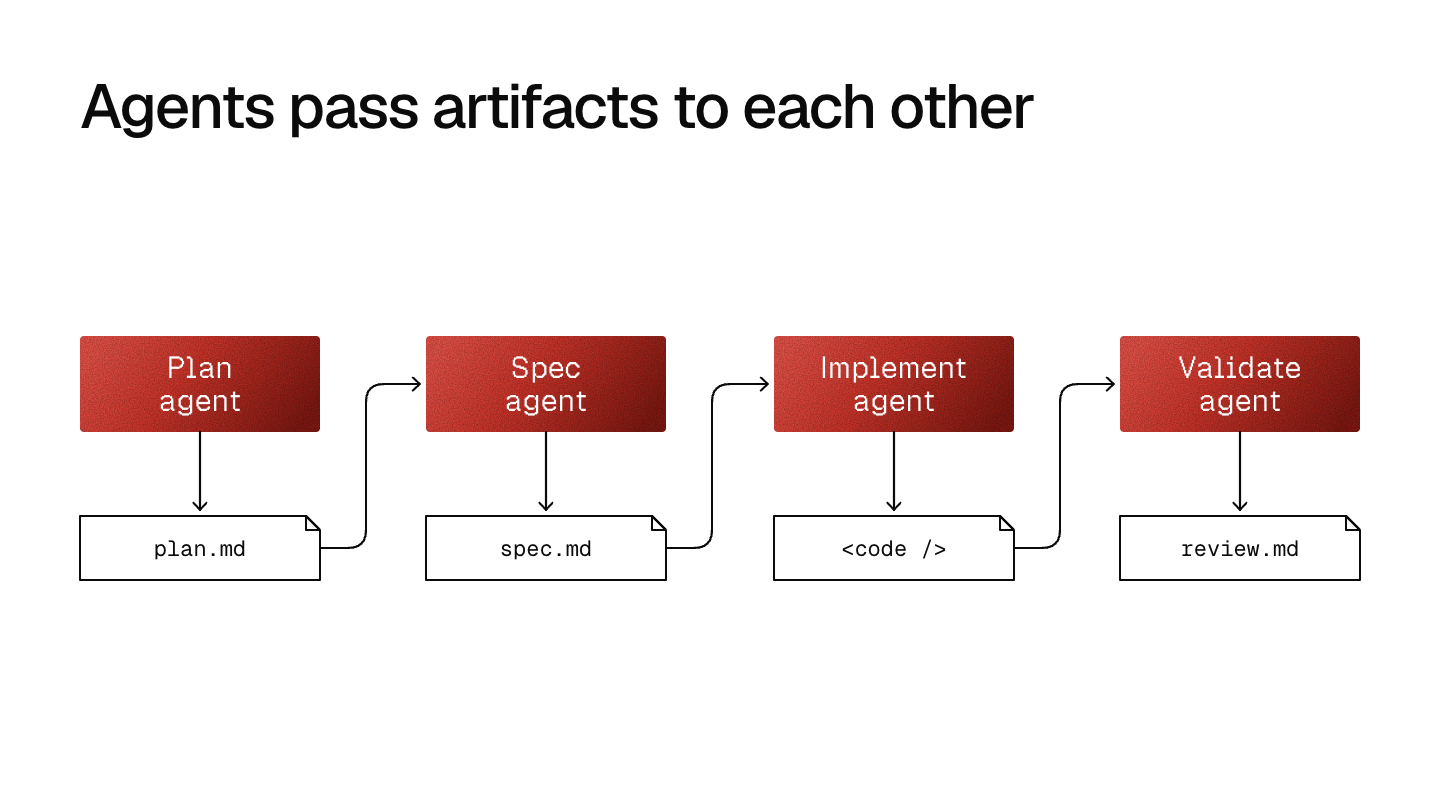 Agents pass artifacts to each other
Plan
agent
Spec
agent
Implement
agent
Validate
agent
plan.md
spec.md
<code />
review.md